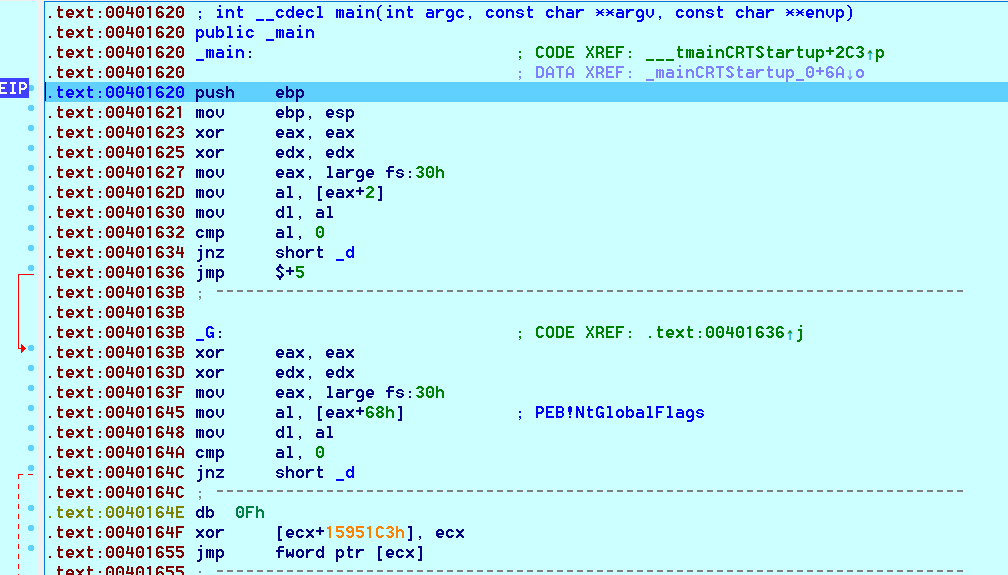 .text:00401620 ; int __cdecl main(int argc, const char **argv, const char **envp)
.text:00401620 public _main
.text:00401620 _main: ; CODE XREF: ___tmainCRTStartup+2C3↑p
.text:00401620 ; DATA XREF: _mainCRTStartup_0+6A↓o
EIP .text:00401620 push ebp
.text:00401621 mov ebp, esp
.text:00401623 xor eax, eax
.text:00401625 xor edx, edx
.text:00401627 mov eax, large fs:30h
.text:0040162D mov al, [eax+2]
.text:00401630 mov dl, al
.text:00401632 cmp al, 0
.text:00401634 jnz short _d
.text:00401636 jmp $+5
.text:0040163B ; ---------------------------------------------------------------------------
.text:0040163B
.text:0040163B _G: ; CODE XREF: .text:00401636↑j
.text:0040163B xor eax, eax
.text:0040163D xor edx, edx
.text:0040163F mov eax, large fs:30h
.text:00401645 mov al, [eax+68h] ; PEB!NtGlobalFlags
.text:00401648 mov dl, al
.text:0040164A cmp al, 0
.text:0040164C jnz short _d
.text:0040164C ; ---------------------------------------------------------------------------
.text:0040164E db 0Fh
.text:0040164F xor [ecx+15951C3h], ecx
.text:00401655 jmp fword ptr [ecx]
.text:00401655 ; ---------------------------------------------------------------------------